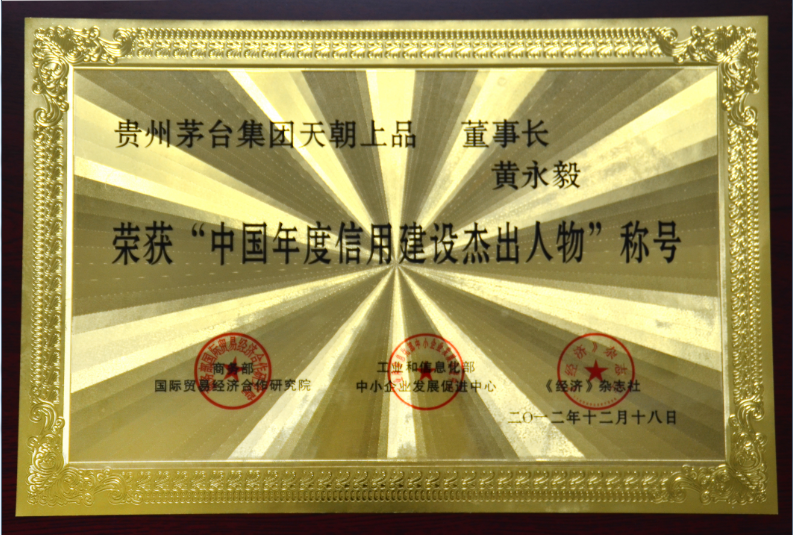 贵州茅台集团天朝上品 董事长
黄永毅
荣获“中国年度信用建设杰出人物”称号
商务部
国际贸易经济合作研究院
工业和信息化部
中小企业发展促进中心
《经济》杂志社
二〇一二年十二月十八日